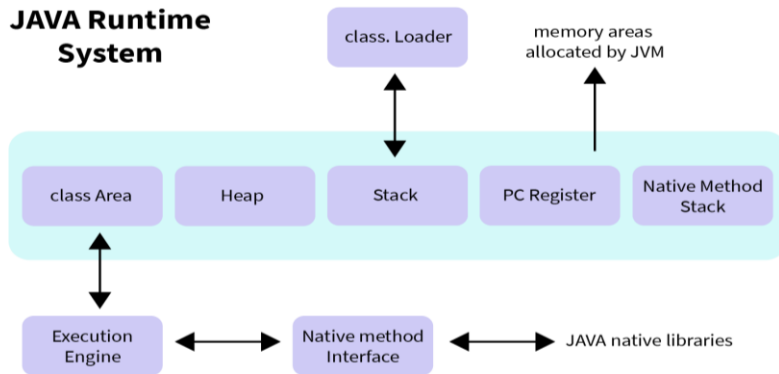 JAVA Runtime
System
class. Loader
memory areas
allocated by JVM
class Area
Heap
Stack
PC Register
Native Method
Stack
Execution
Engine
Native method
Interface
JAVA native libraries